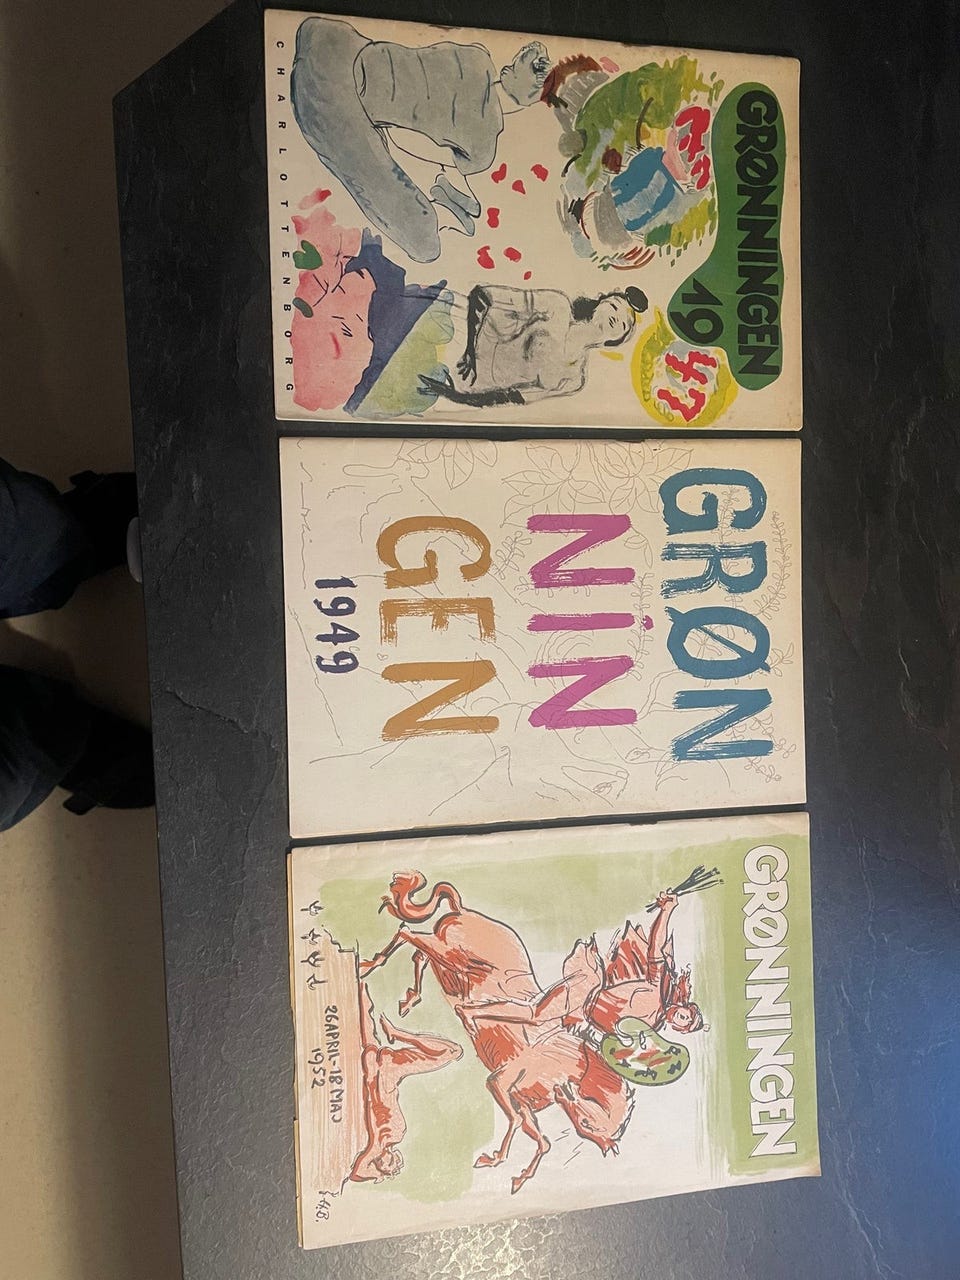 GRØNNINGEN
1947
CHARLOTTENBORG
GRØN
NIN
GEN
1949
GRØNNINGEN
26 APRIL-18 MAJ
1952